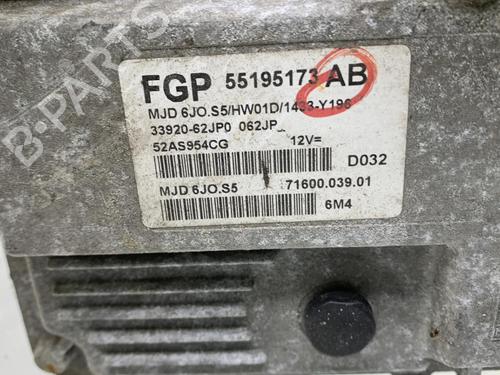 B-PARTS
FGP 55195173 AB
MJD 6JO.S5/HW01D/1433-Y196
33920-62JP0 062JP_
52AS954CG 12V=
D032
MJD 6JO.S5 71600.039.01
6M4